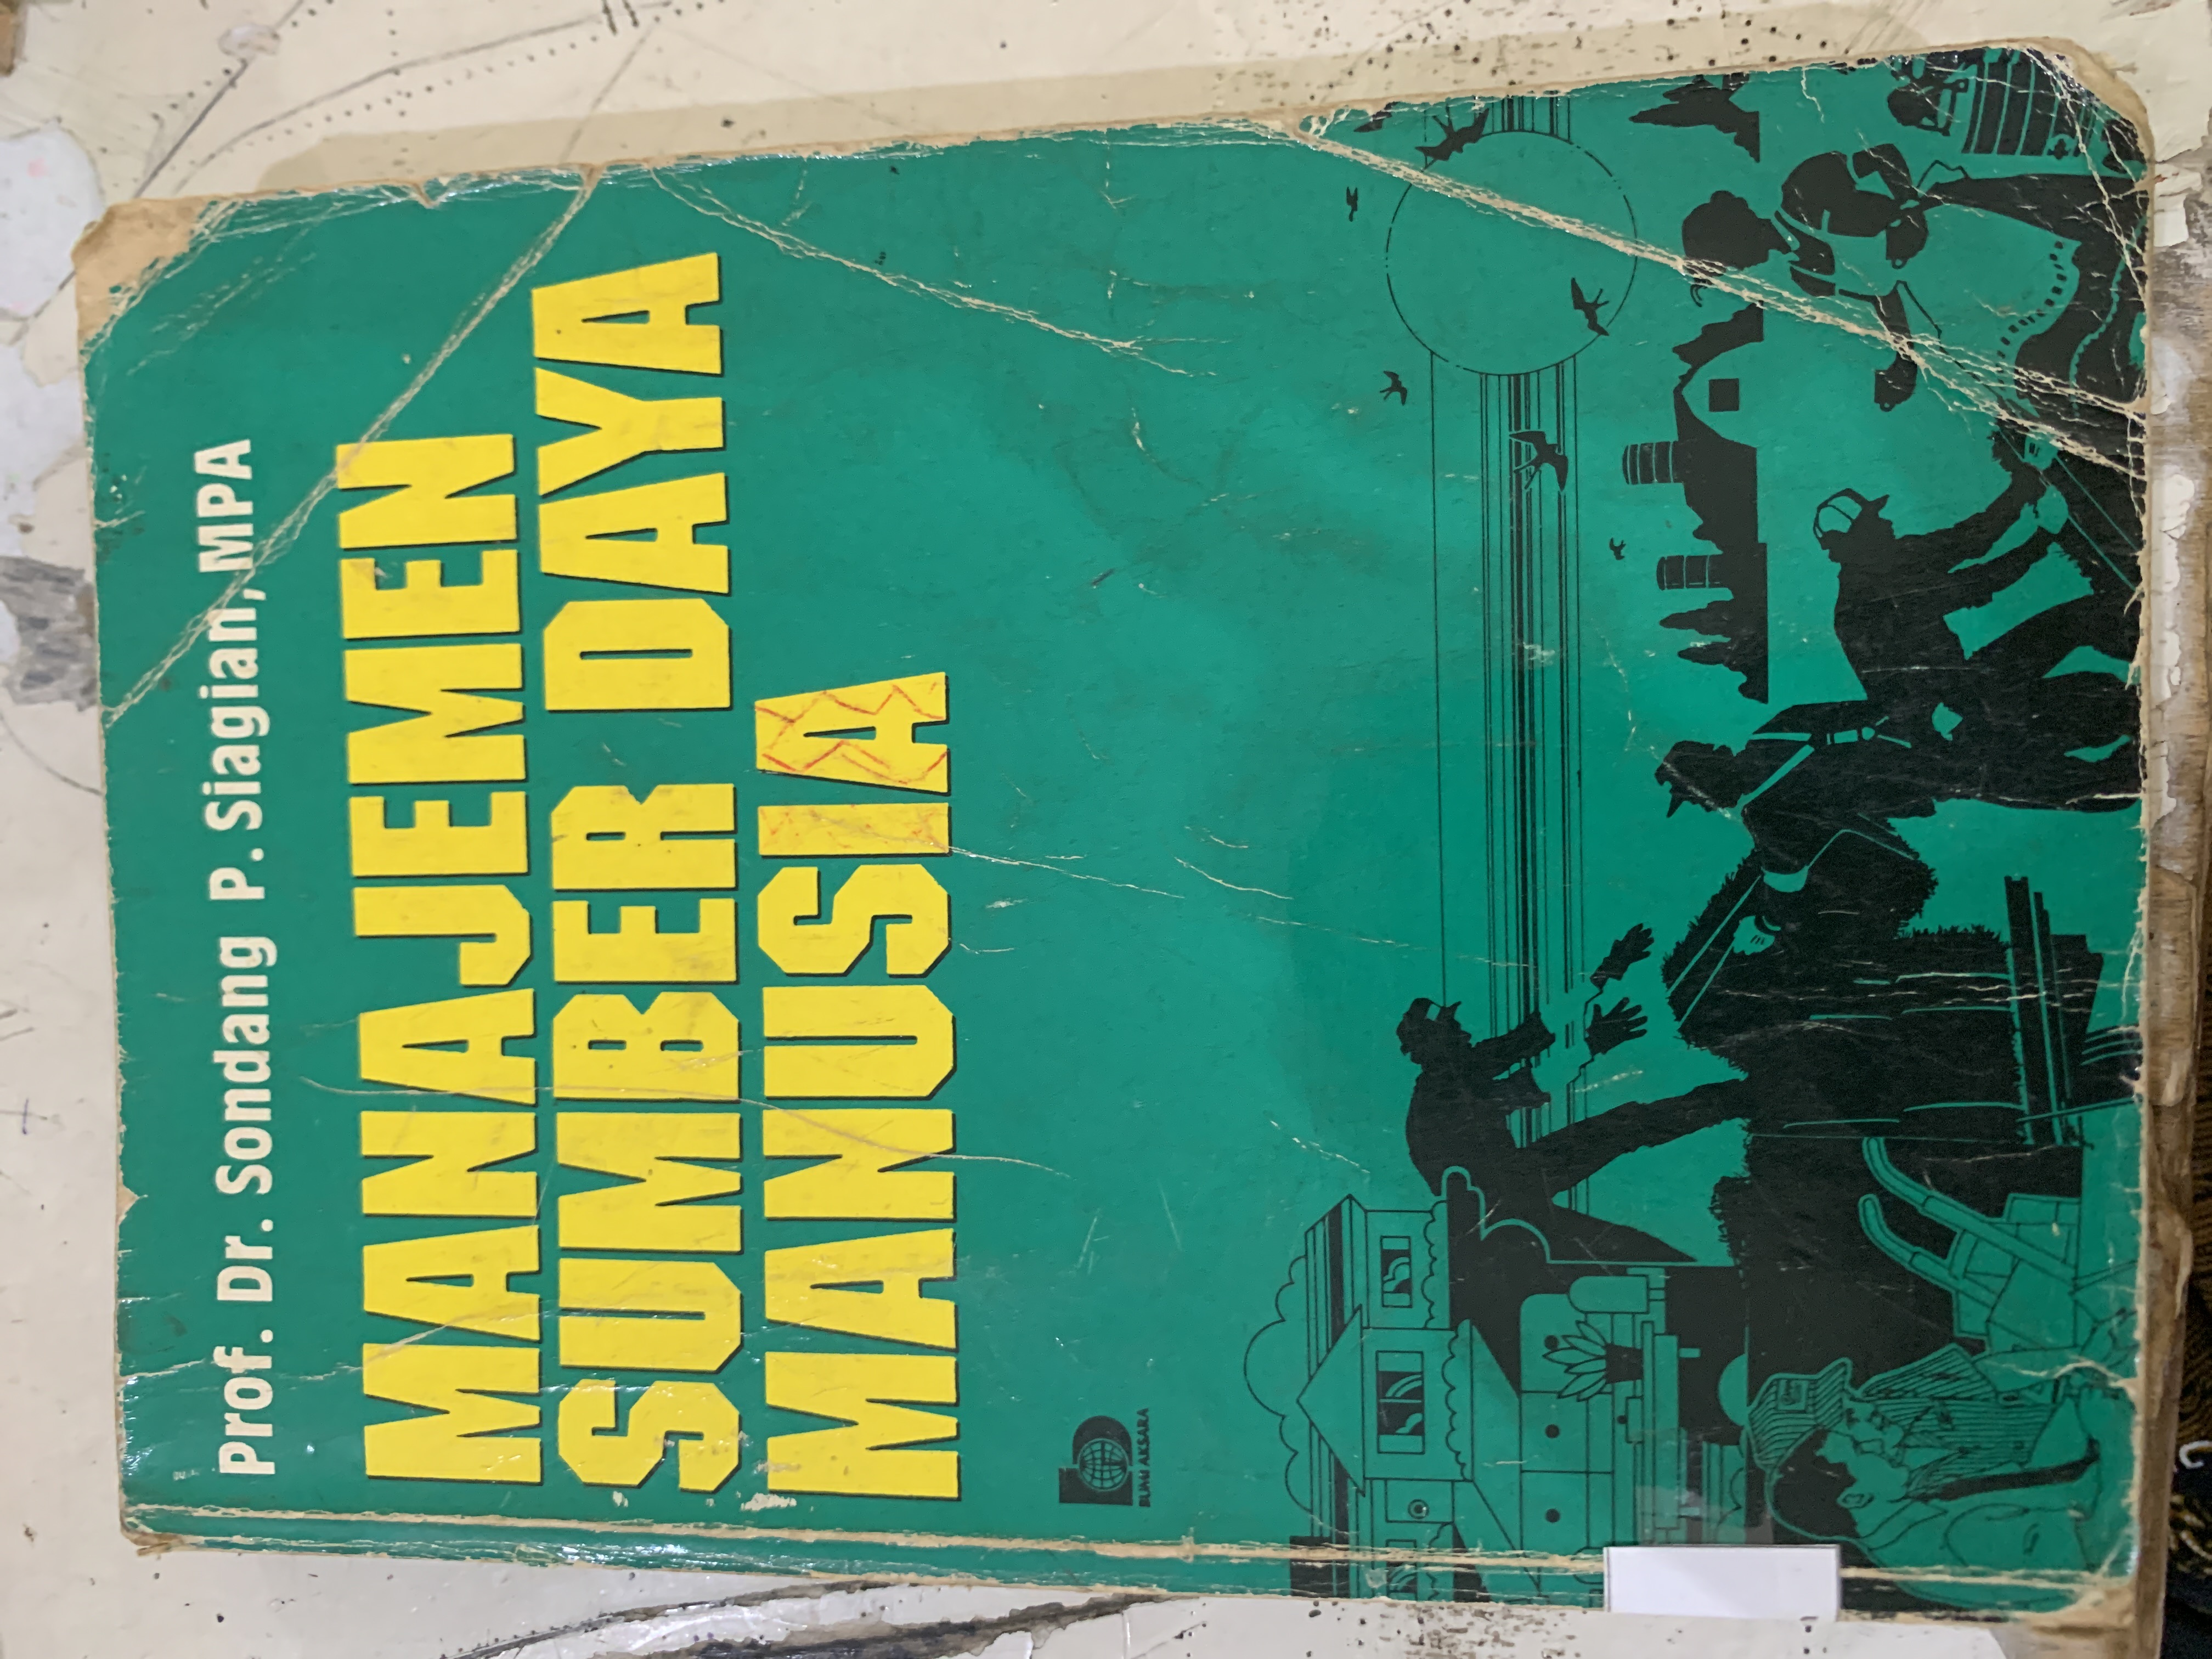 Prof. Dr. Sondang P. Siagian, MPA
MANAJEMEN
SUMBER DAYA
MANUSIA
BUMI AKSARA